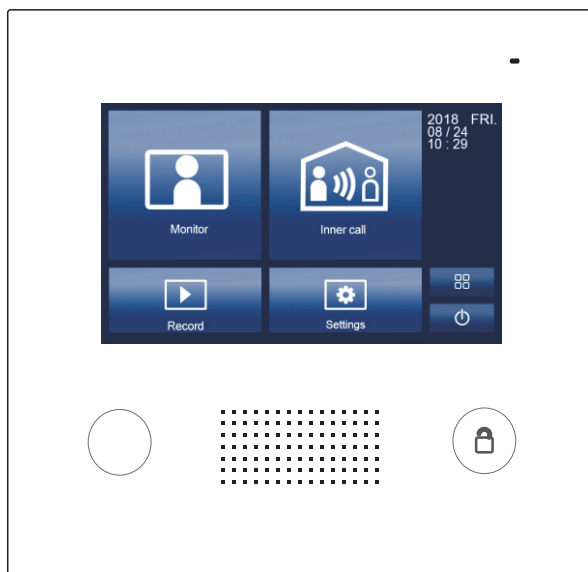 2018 FRI.
08 / 24
10 : 29
Monitor
Inner call
Record
Settings